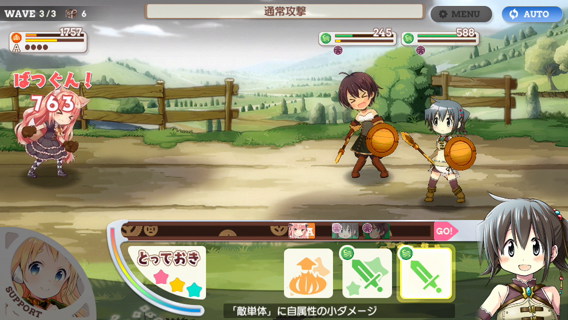 WAVE 3/3
6
通常攻撃
MENU
AUTO
1757
A
245
588
ばつぐん!
763
A
GO!
とっておき
SUPPORT
「敵単体」に自属性の小ダメージ